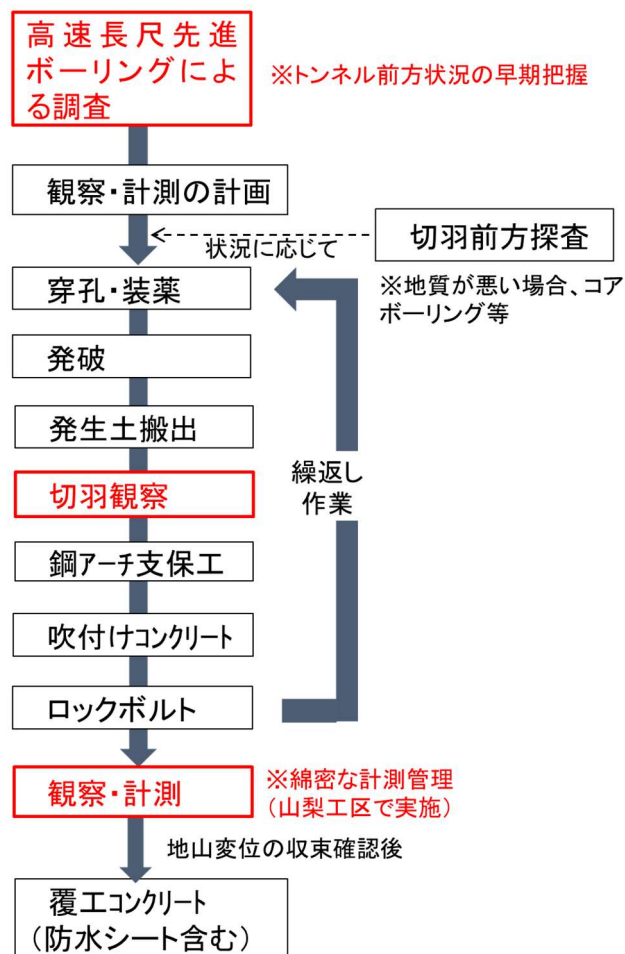 高速長尺先進
ボーリングによ
る調査
※トンネル前方状況の早期把握
観察・計測の計画
切羽前方探査
状況に応じて
※地質が悪い場合、コア
ボーリング等
穿孔・装薬
発破
発生土搬出
切羽観察
繰返し
作業
鋼アーチ支保工
吹付けコンクリート
ロックボルト
観察・計測
※綿密な計測管理
(山梨工区で実施)
地山変位の収束確認後
覆工コンクリート
(防水シート含む)